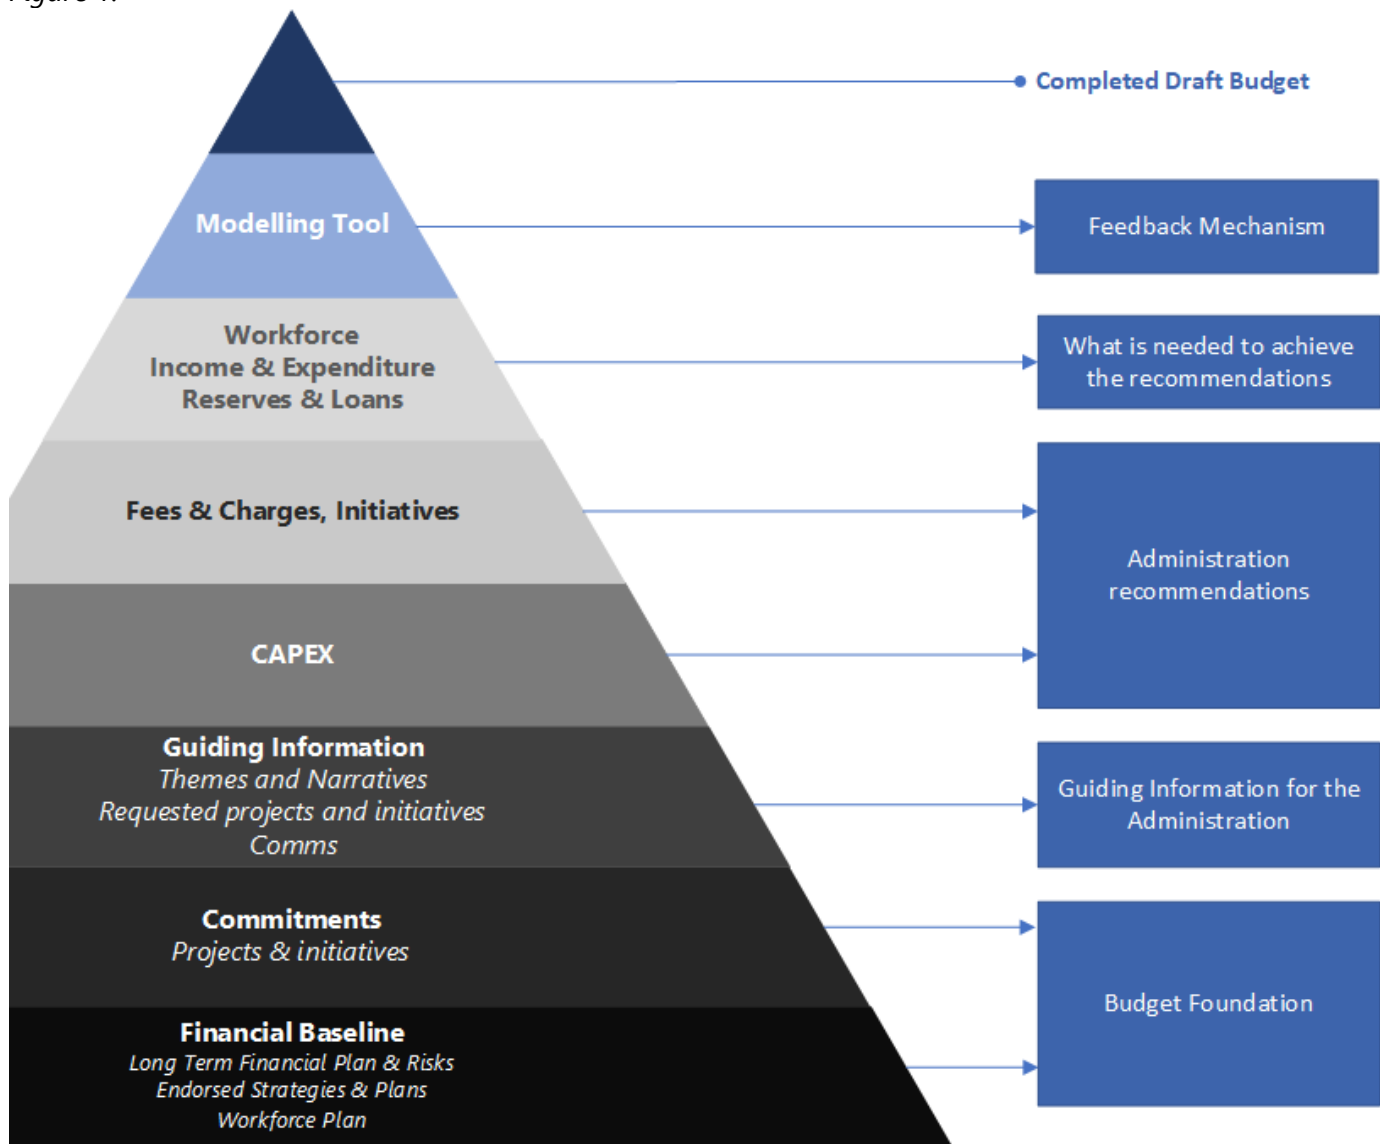 Completed Draft Budget
Modelling Tool
Feedback Mechanism
Workforce
Income & Expenditure
Reserves & Loans
What is needed to achieve
the recommendations
Fees & Charges, Initiatives
Administration
recommendations
CAPEX
Guiding Information
Themes and Narratives
Requested projects and initiatives
Comms
Guiding Information for the
Administration
Commitments
Projects & initiatives
Budget Foundation
Financial Baseline
Long Term Financial Plan & Risks
Endorsed Strategies & Plans
Workforce Plan